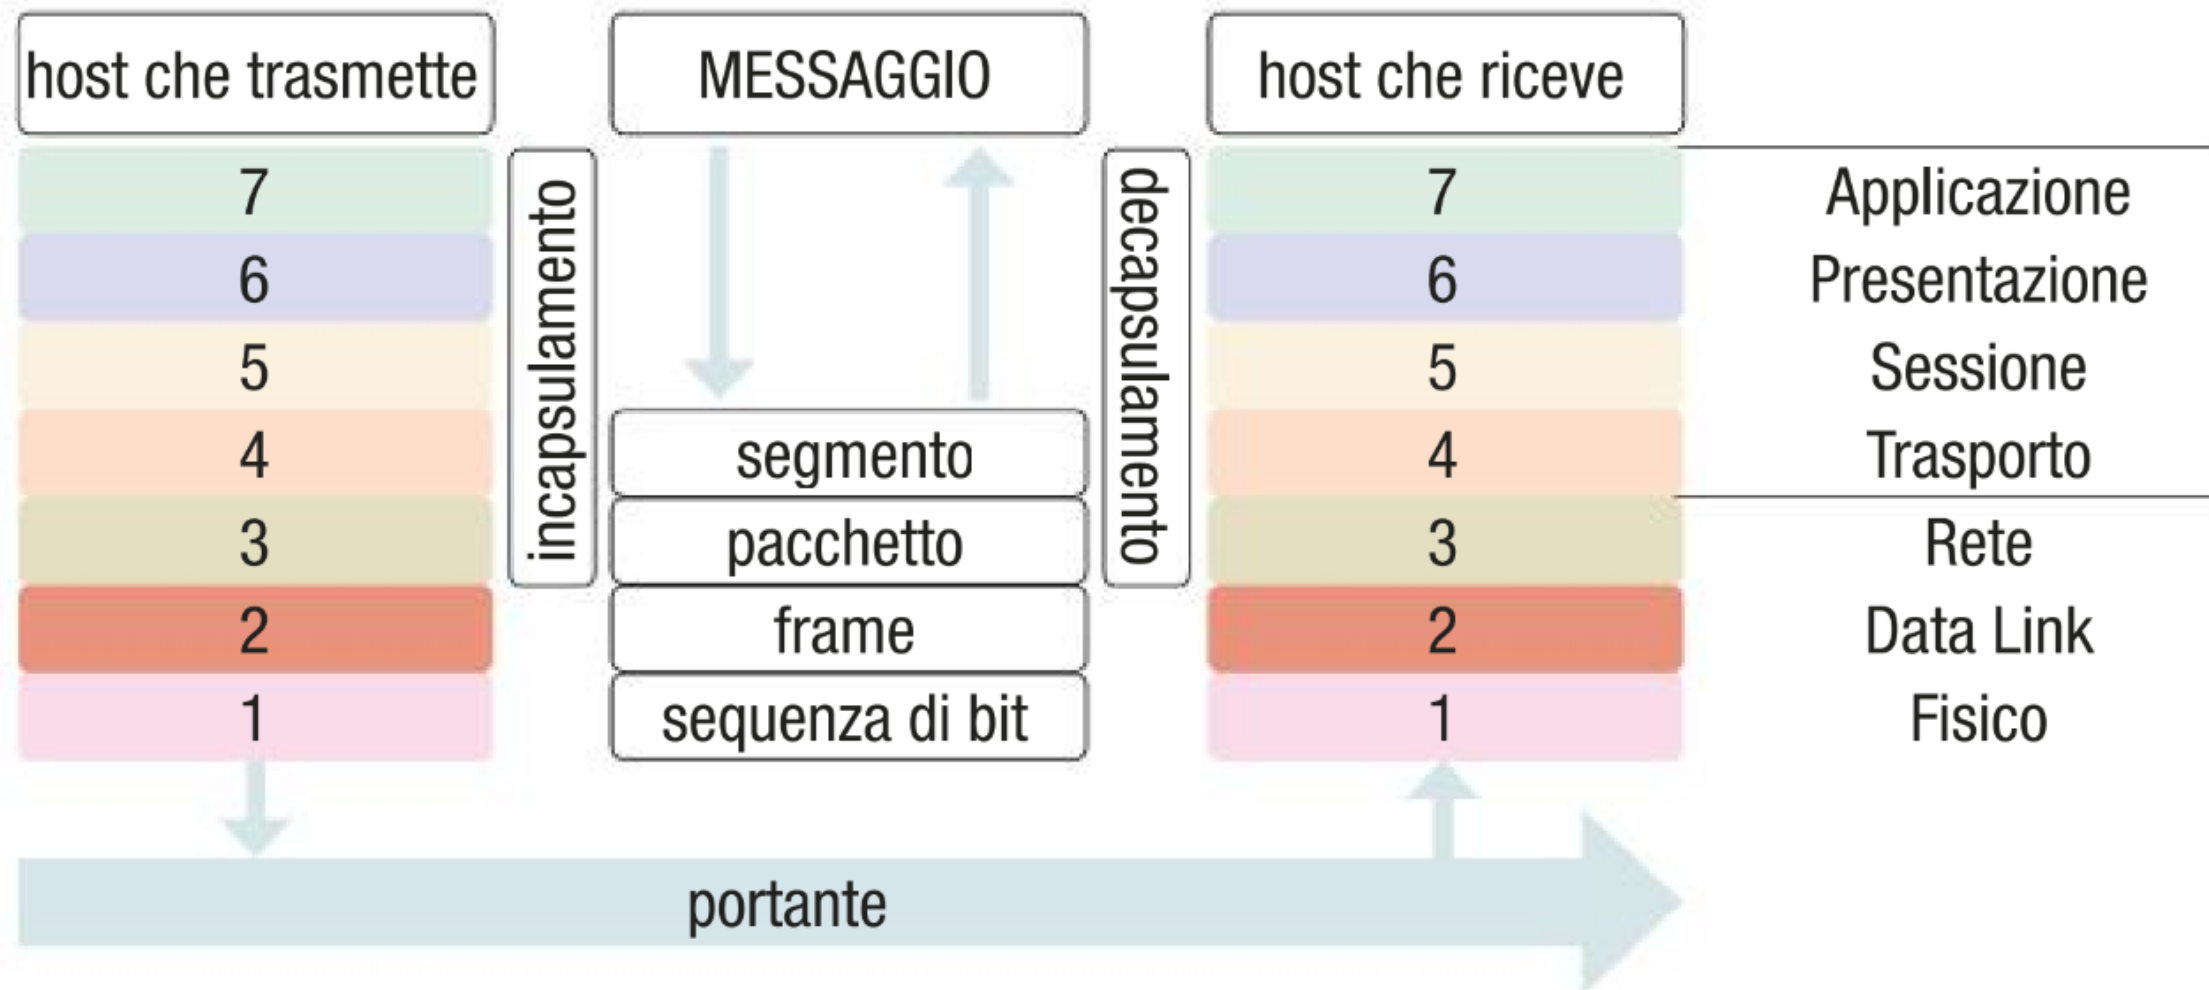 host che trasmette
MESSAGGIO
host che riceve
incapsulamento
decapsulamento
7
7
Applicazione
6
6
Presentazione
5
5
Sessione
4
segmento
4
Trasporto
3
pacchetto
3
Rete
2
frame
2
Data Link
1
sequenza di bit
1
Fisico
portante